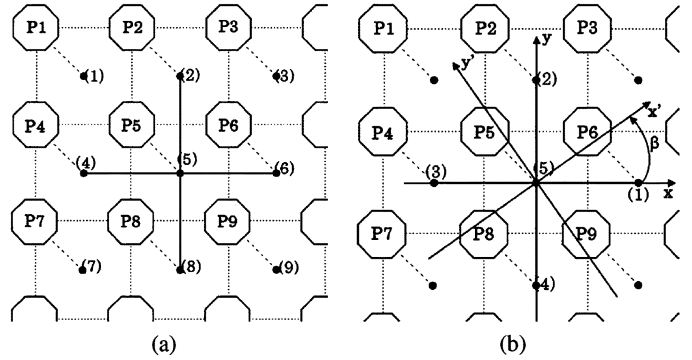 P1 P2 P3
(1) (2) (3)
P4 P5 P6
(4) (5) (6)
P7 P8 P9
(7) (8) (9)
(a)
P1 P2 P3
y
y'
(2)
x'
P4 P5 P6
β
(5)
(3) (1) x
P7 P8 P9
(4)
(b)